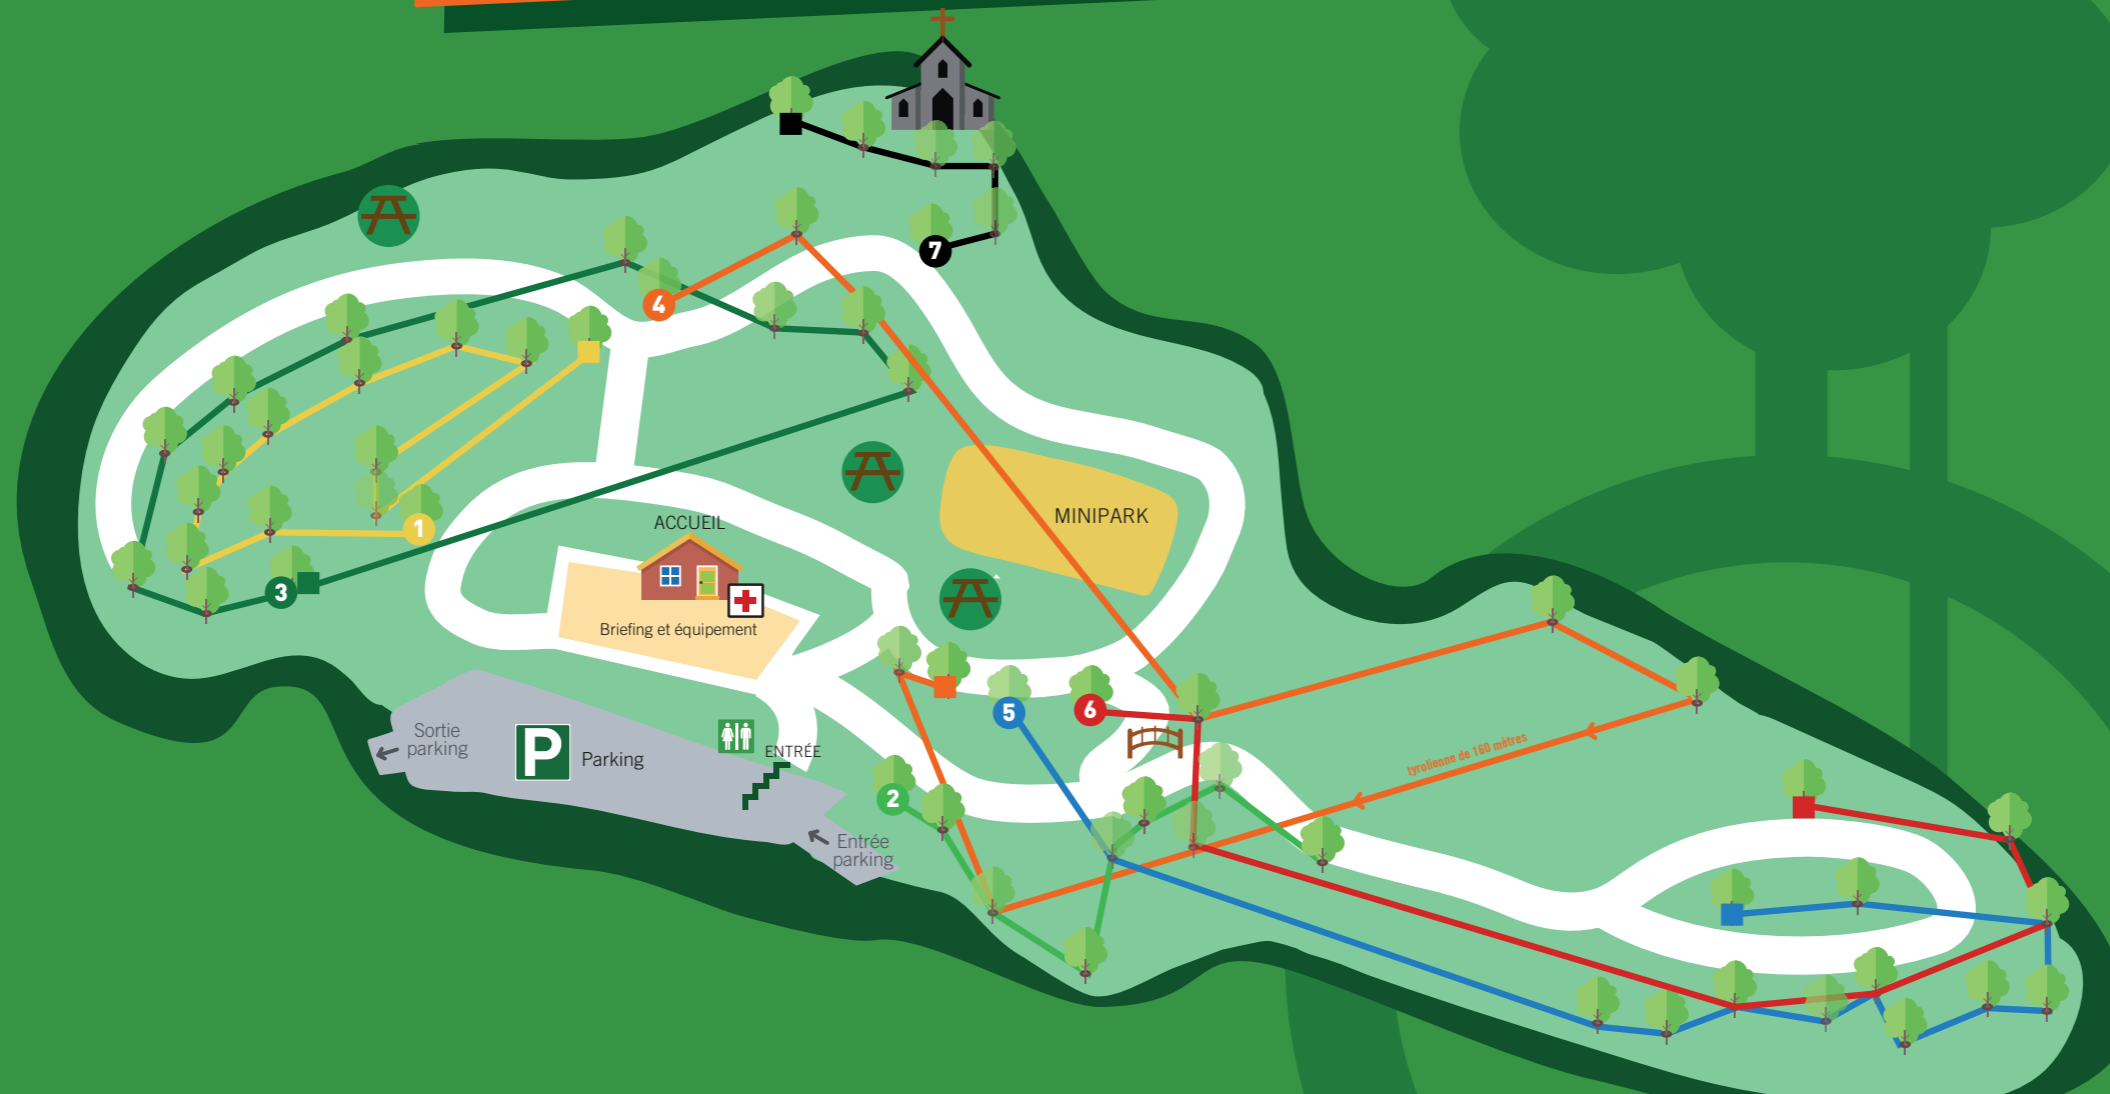 7
4
1
3
ACCUEIL
Briefing et équipement
MINIPARK
5
6
2
Sortie
parking
P
Parking
ENTRÉE
Entrée
parking
tyrolienne de 160 mètres